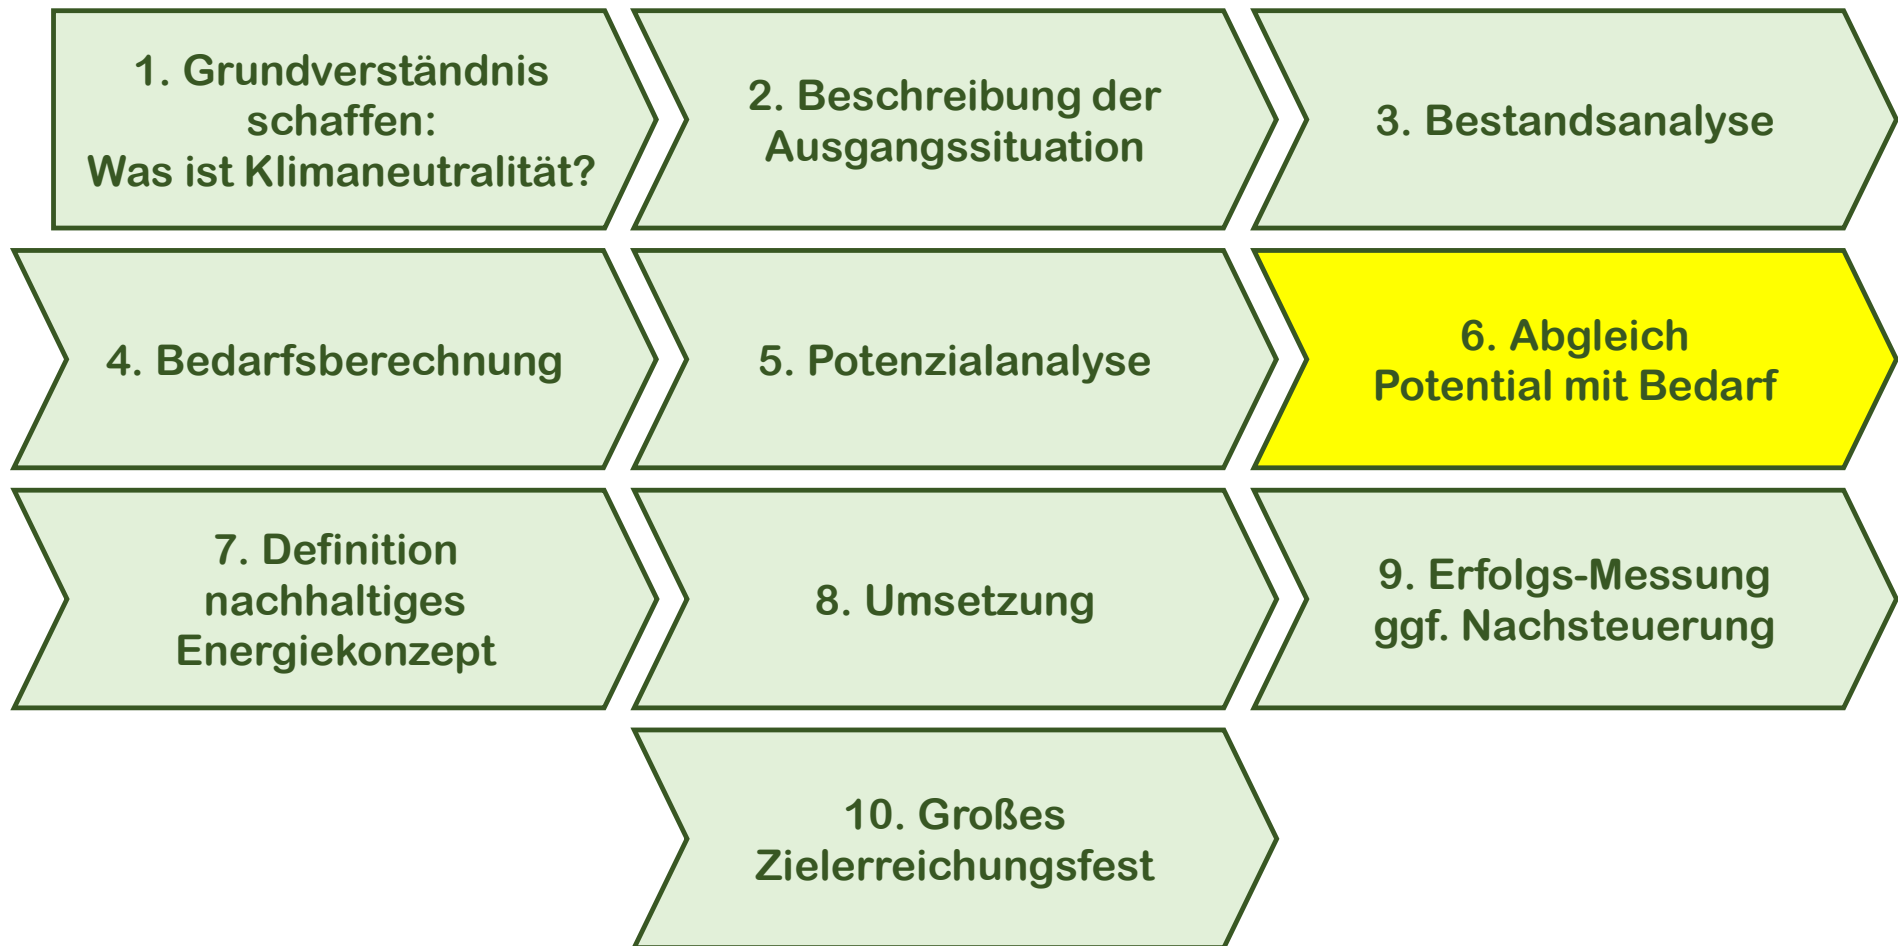 1. Grundverständnis
schaffen:
Was ist Klimaneutralität?
2. Beschreibung der
Ausgangssituation
3. Bestandsanalyse
4. Bedarfsberechnung
5. Potenzialanalyse
6. Abgleich
Potential mit Bedarf
7. Definition
nachhaltiges
Energiekonzept
8. Umsetzung
9. Erfolgs-Messung
ggf. Nachsteuerung
10. Großes
Zielerreichungsfest